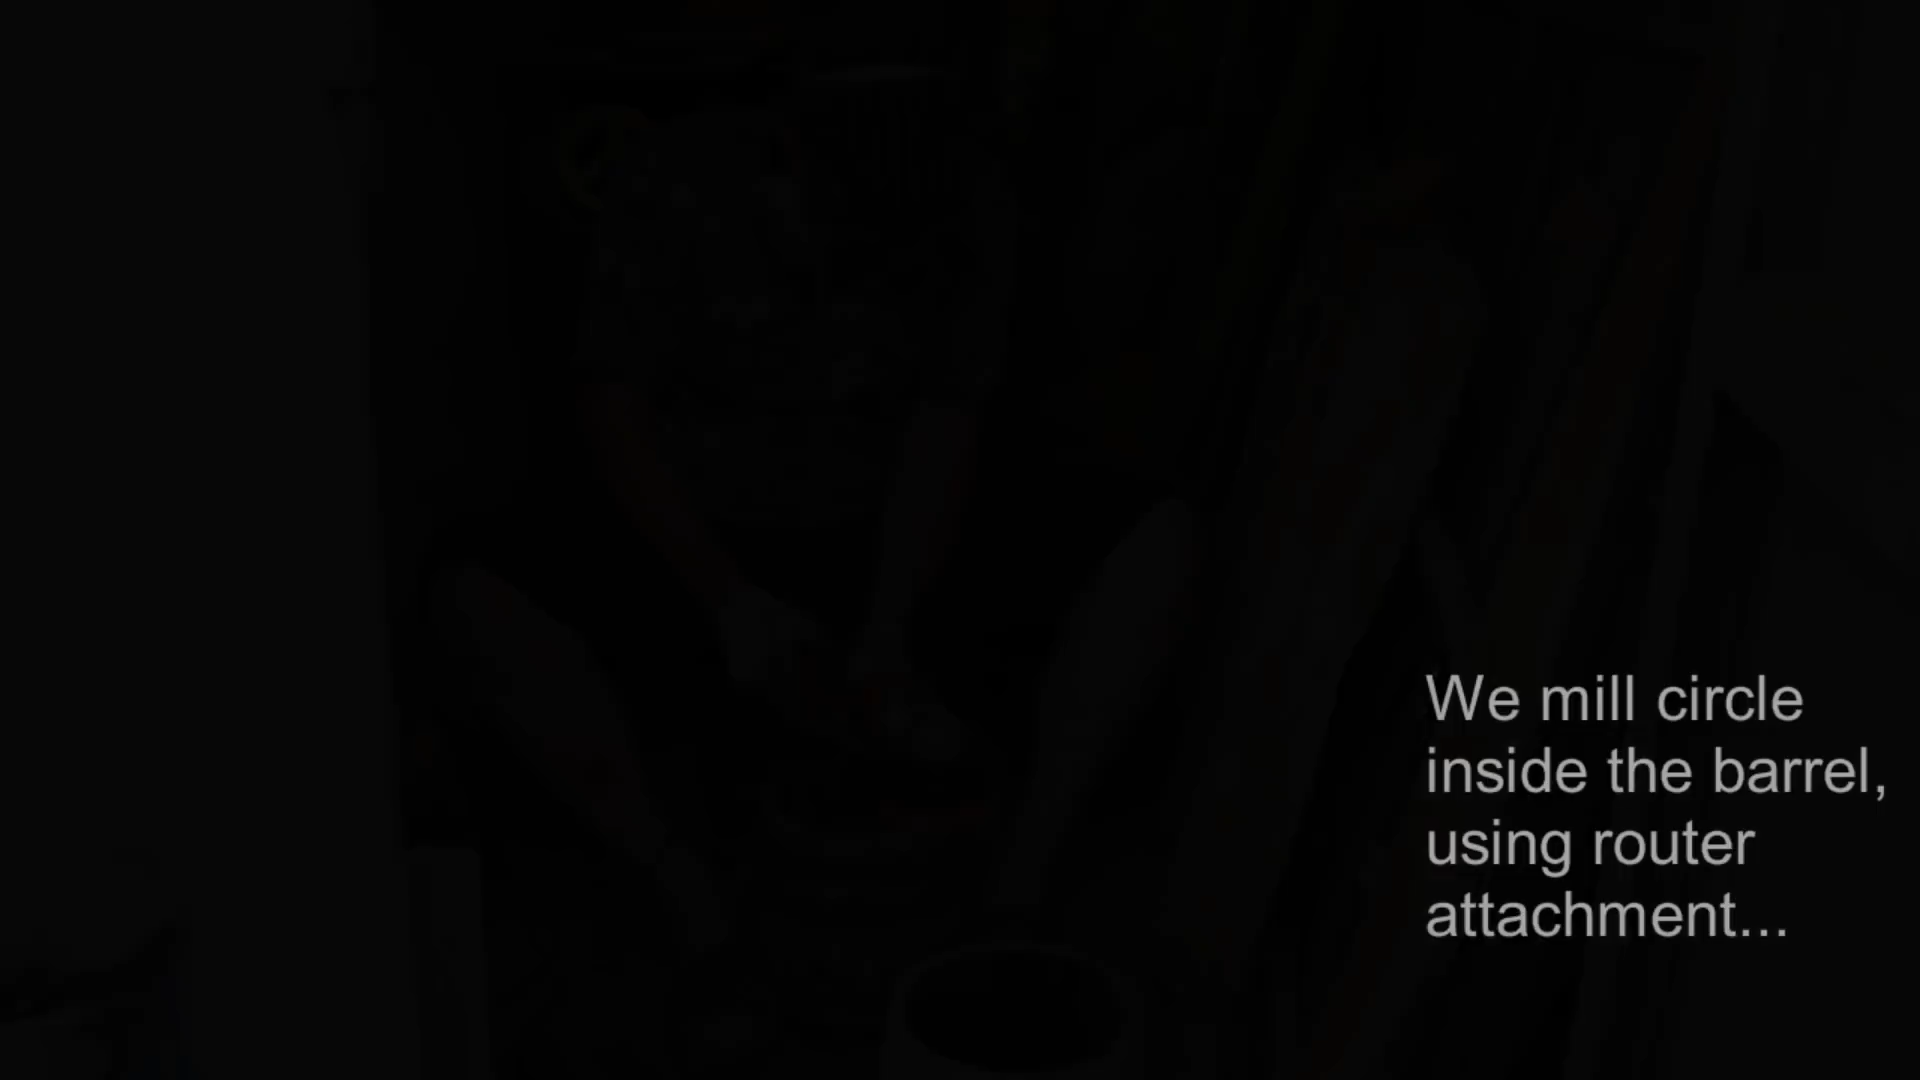 We mill circle
inside the barrel,
using router
attachment...